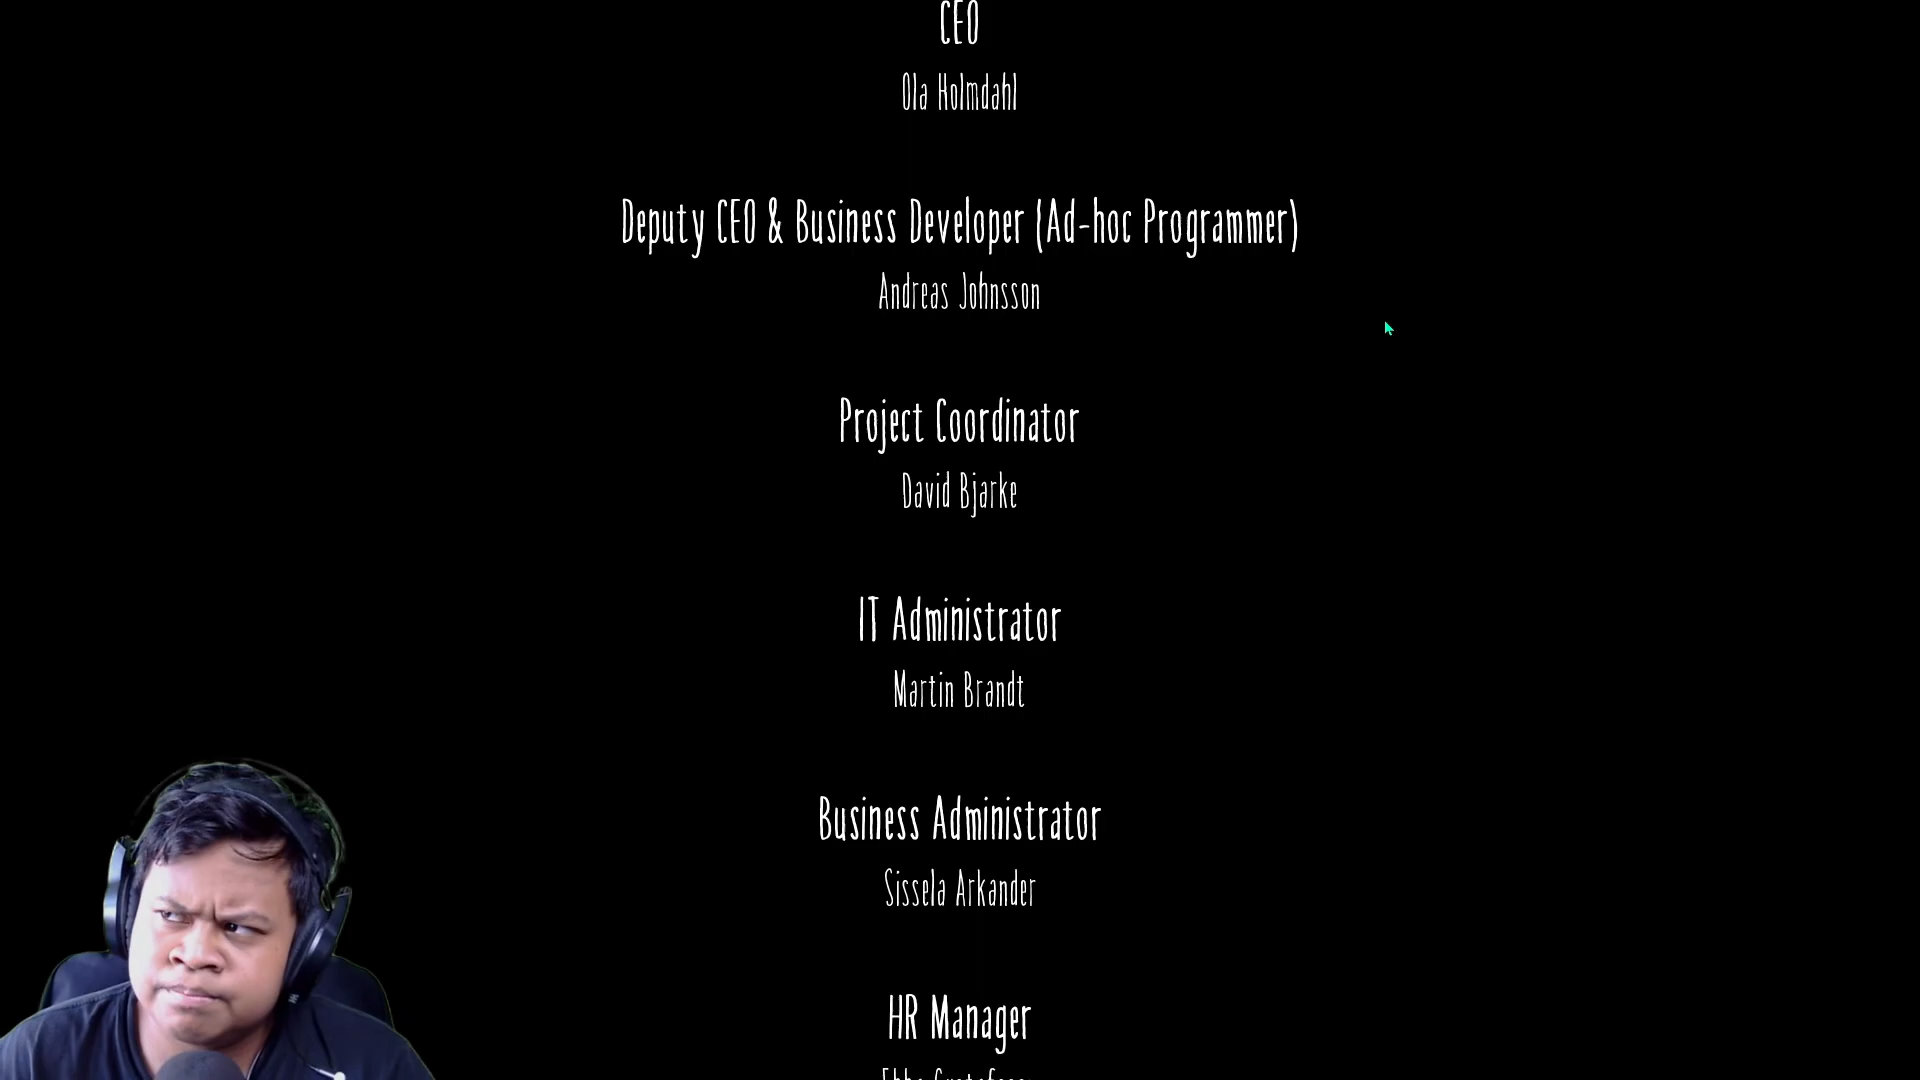 CEO
Ola Holmdahl
Deputy CEO & Business Developer (Ad-hoc Programmer)
Andreas Johnsson
Project Coordinator
David Bjarke
IT Administrator
Martin Brandt
Business Administrator
Sissela Arkander
HR Manager